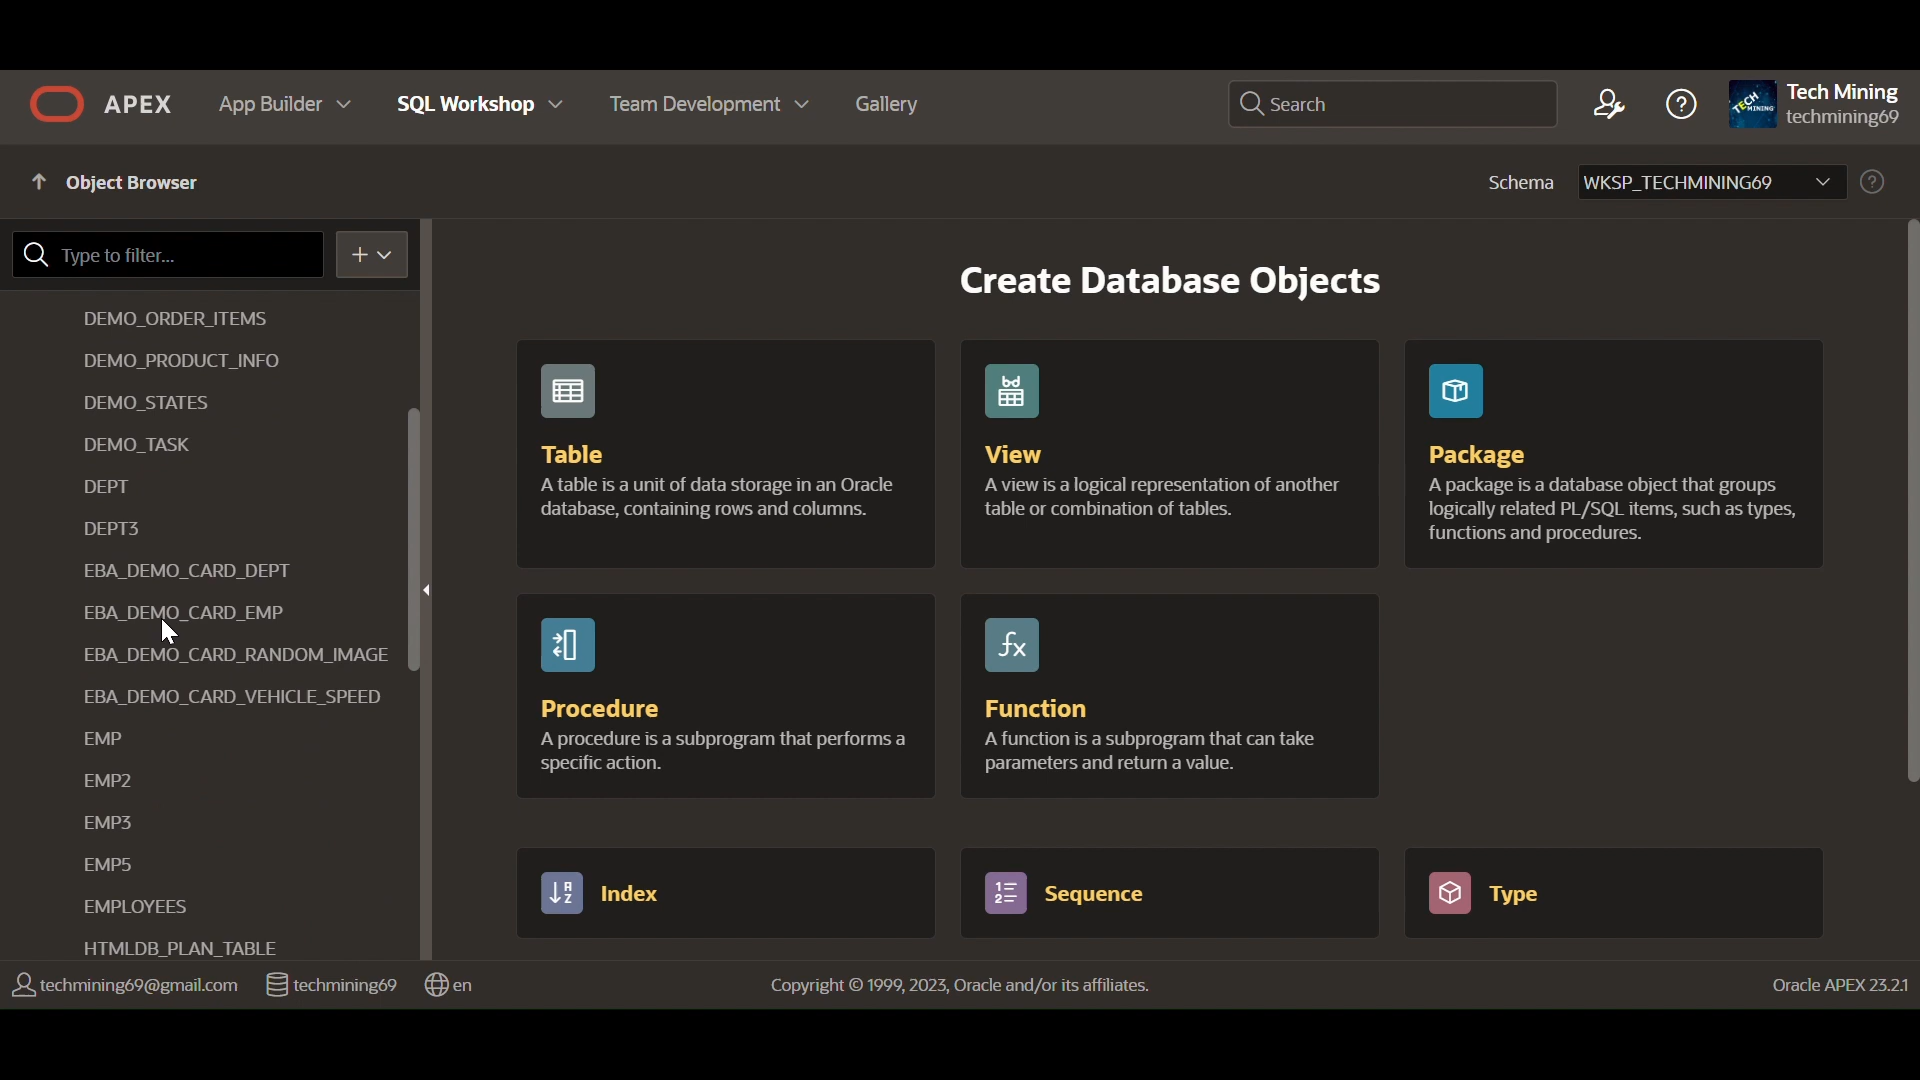 APEX
App Builder
SQL Workshop
Team Development
Gallery
Search
Tech Mining
techmining69
Object Browser
Schema
WKSP_TECHMINING69
Type to filter...
DEMO_ORDER_ITEMS
DEMO_PRODUCT_INFO
DEMO_STATES
DEMO_TASK
DEPT
DEPT3
EBA_DEMO_CARD_DEPT
EBA_DEMO_CARD_EMP
EBA_DEMO_CARD_RANDOM_IMAGE
EBA_DEMO_CARD_VEHICLE_SPEED
EMP
EMP2
EMP3
EMP5
EMPLOYEES
HTMLDB_PLAN_TABLE
Create Database Objects
Table
A table is a unit of data storage in an Oracle
database, containing rows and columns.
View
A view is a logical representation of another
table or combination of tables.
Package
A package is a database object that groups
logically related PL/SQL items, such as types,
functions and procedures.
Procedure
A procedure is a subprogram that performs a
specific action.
Function
A function is a subprogram that can take
parameters and return a value.
Index
Sequence
Type
techmining69@gmail.com
techmining69
en
Copyright © 1999, 2023, Oracle and/or its affiliates.
Oracle APEX 23.2.1